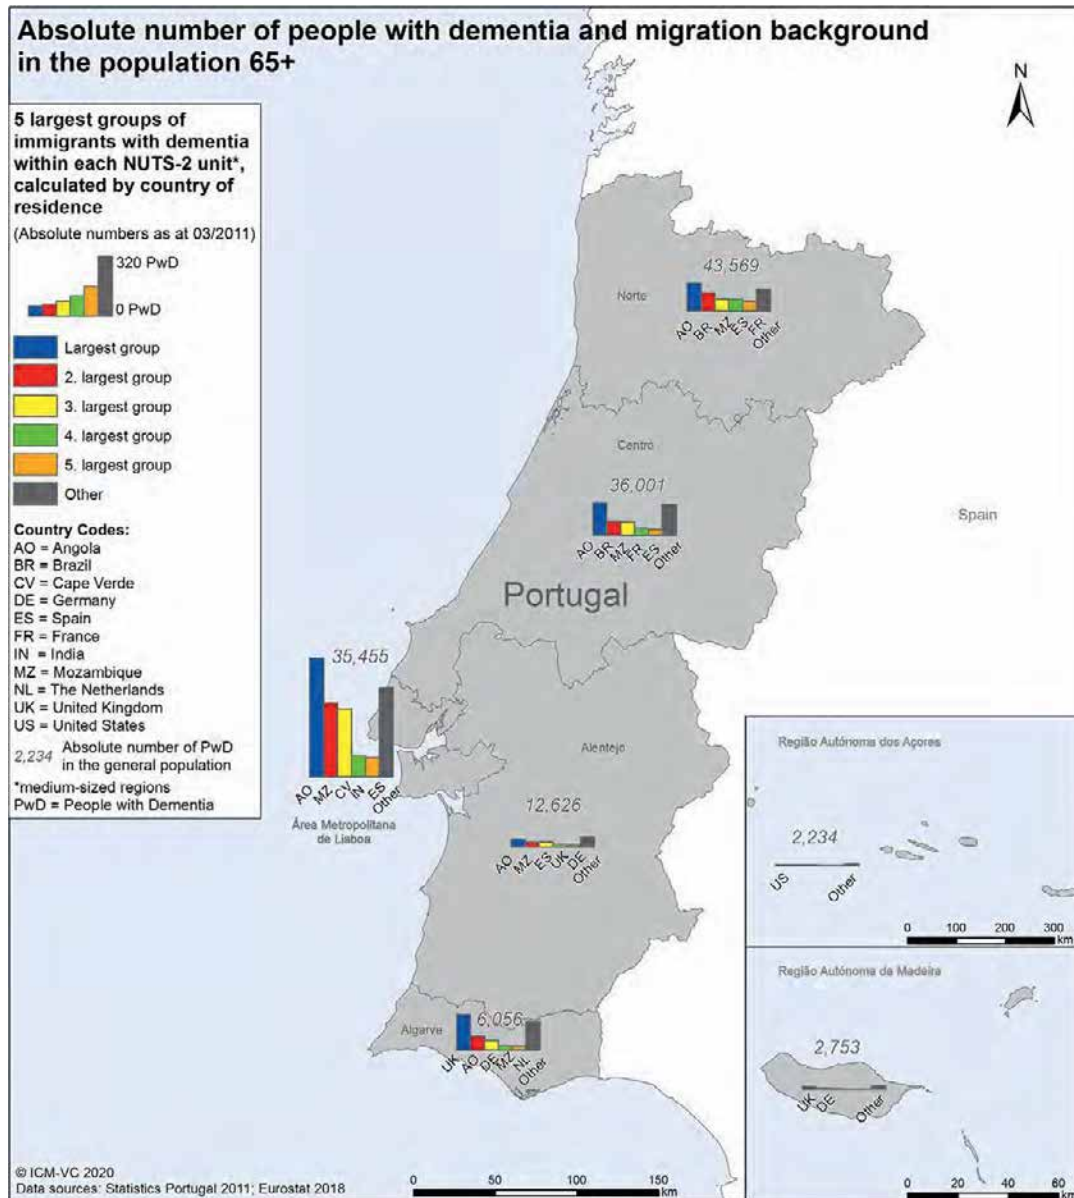 Absolute number of people with dementia and migration background
in the population 65+
N
5 largest groups of
immigrants with dementia
within each NUTS-2 unit*,
calculated by country of
residence
(Absolute numbers as at 03/2011)
320 PwD
0 PwD
Largest group
2. largest group
3. largest group
4. largest group
5. largest group
Other
Country Codes:
AO = Angola
BR = Brazil
CV = Cape Verde
DE = Germany
ES = Spain
FR = France
IN = India
MZ = Mozambique
NL = The Netherlands
UK = United Kingdom
US = United States
2,234 Absolute number of PwD
in the general population
*medium-sized regions
PwD = People with Dementia
43,569
Norte
AO BR MZ ES FR Other
Centro
36,001
AO BR MZ FR ES Other
Spain
Portugal
35,455
AO MZ CV IN ES Other
Área Metropolitana
de Lisboa
Alentejo
12,626
AO MZ ES UK DE Other
Algarve
6,056
UK AO DE MZ NL Other
Região Autónoma dos Açores
2,234
US Other
0 100 200 300
km
Região Autónoma da Madeira
2,753
UK DE Other
0 20 40 60
km
© ICM-VC 2020
Data sources: Statistics Portugal 2011; Eurostat 2018
0 50 100 150
km